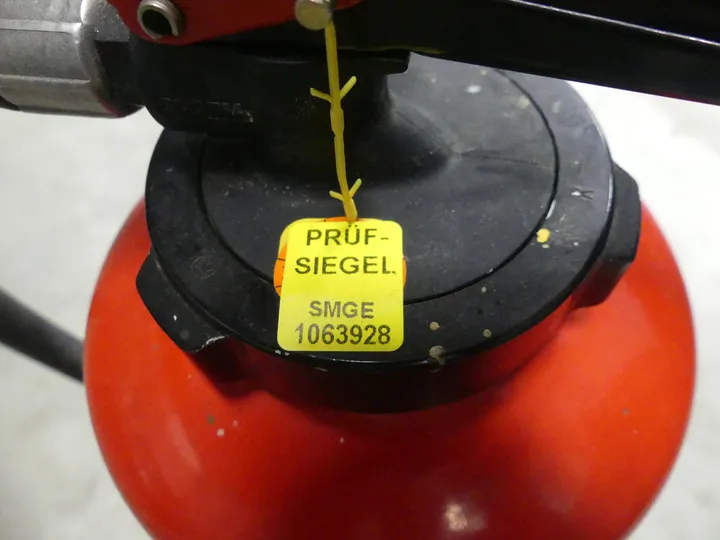 PRÜF-
SIEGEL
SMGE
1063928